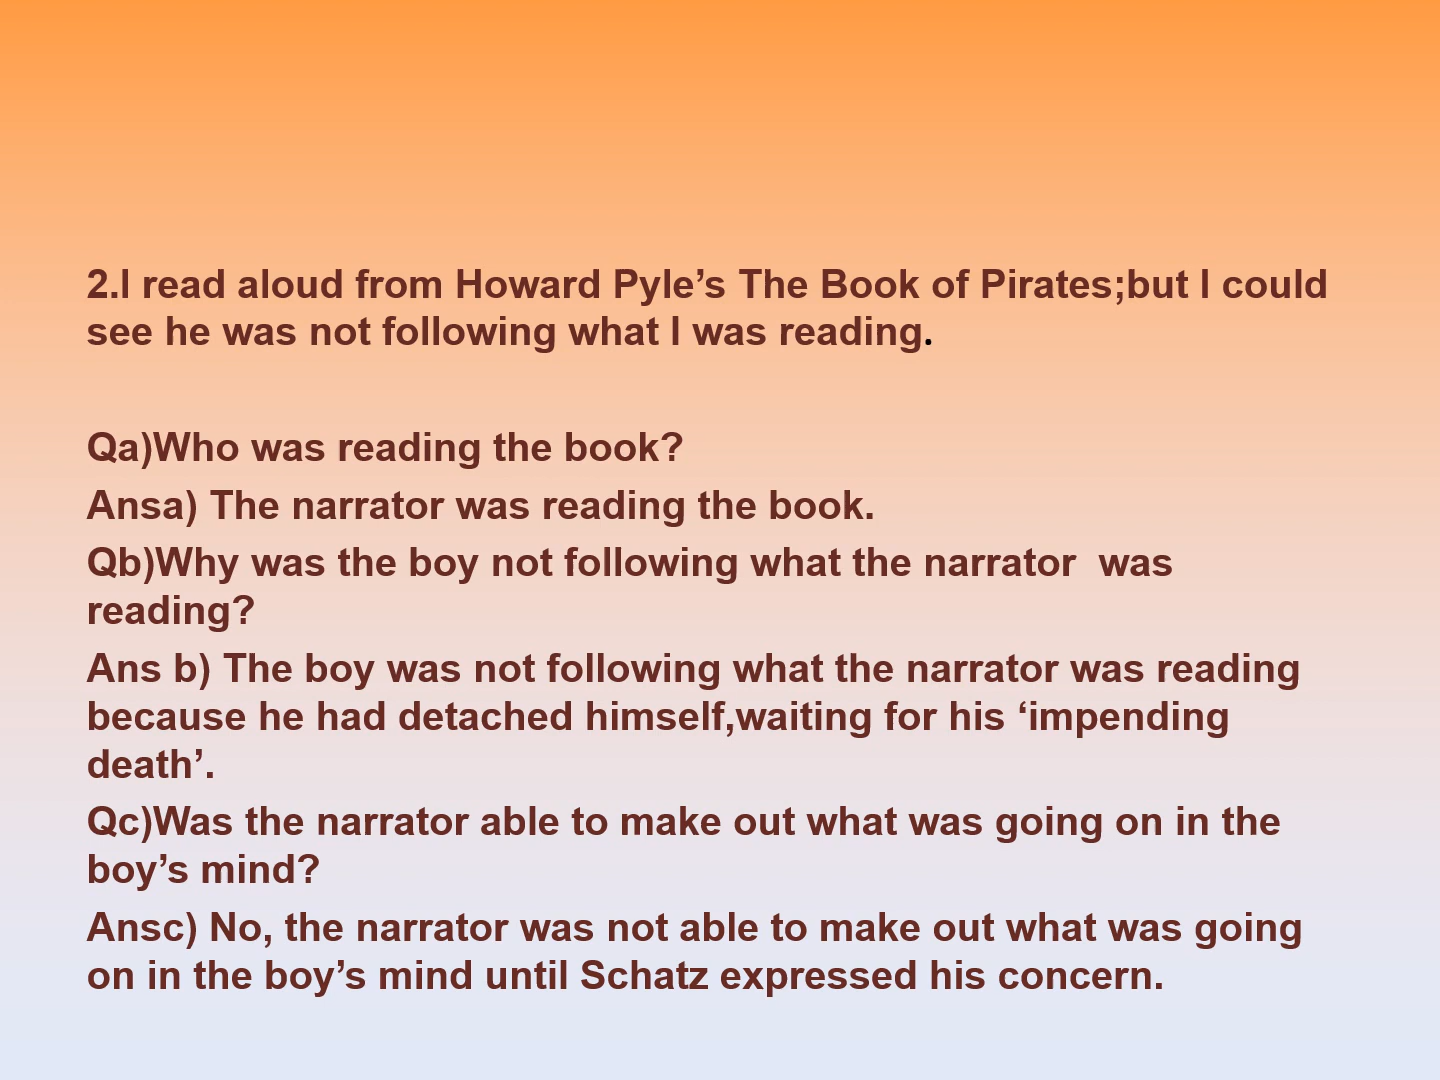 2.I read aloud from Howard Pyle’s The Book of Pirates;but I could
see he was not following what I was reading.
Qa)Who was reading the book?
Ansa) The narrator was reading the book.
Qb)Why was the boy not following what the narrator  was
reading?
Ans b) The boy was not following what the narrator was reading
because he had detached himself,waiting for his ‘impending
death’.
Qc)Was the narrator able to make out what was going on in the
boy’s mind?
Ansc) No, the narrator was not able to make out what was going
on in the boy’s mind until Schatz expressed his concern.